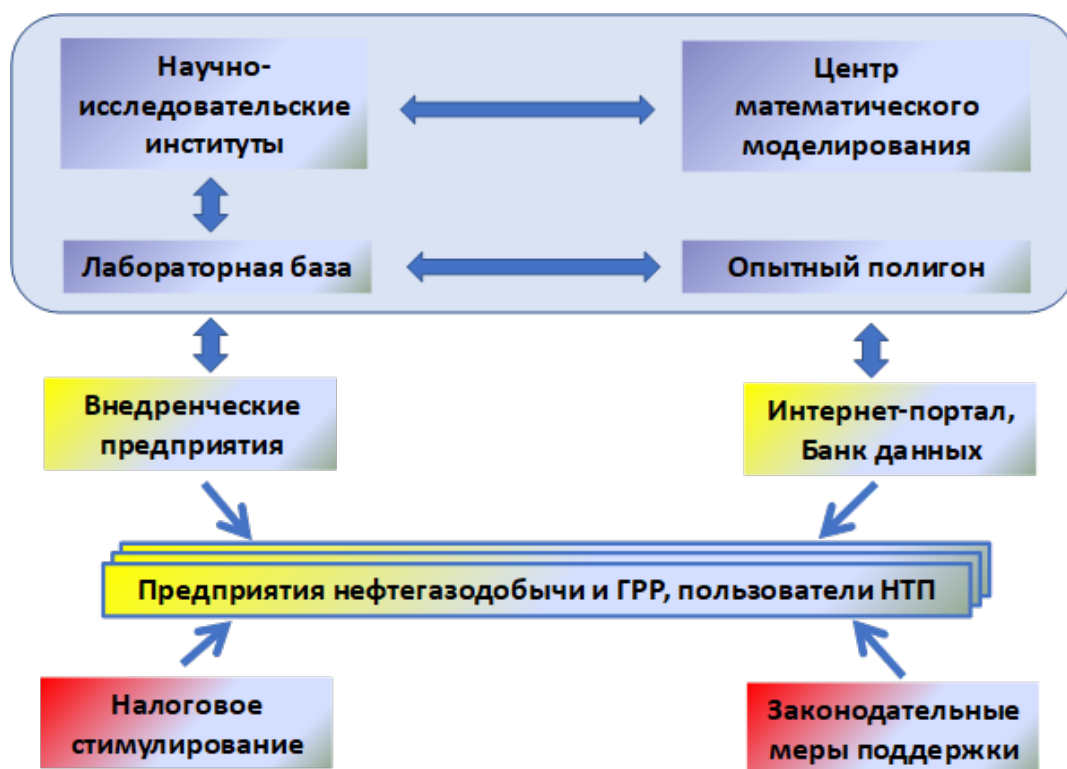 Научно-
исследовательские
институты
Центр
математического
моделирования
Лабораторная база
Опытный полигон
Внедренческие
предприятия
Интернет-портал,
Банк данных
Предприятия нефтегазодобычи и ГРР, пользователи НТП
Налоговое
стимулирование
Законодательные
меры поддержки